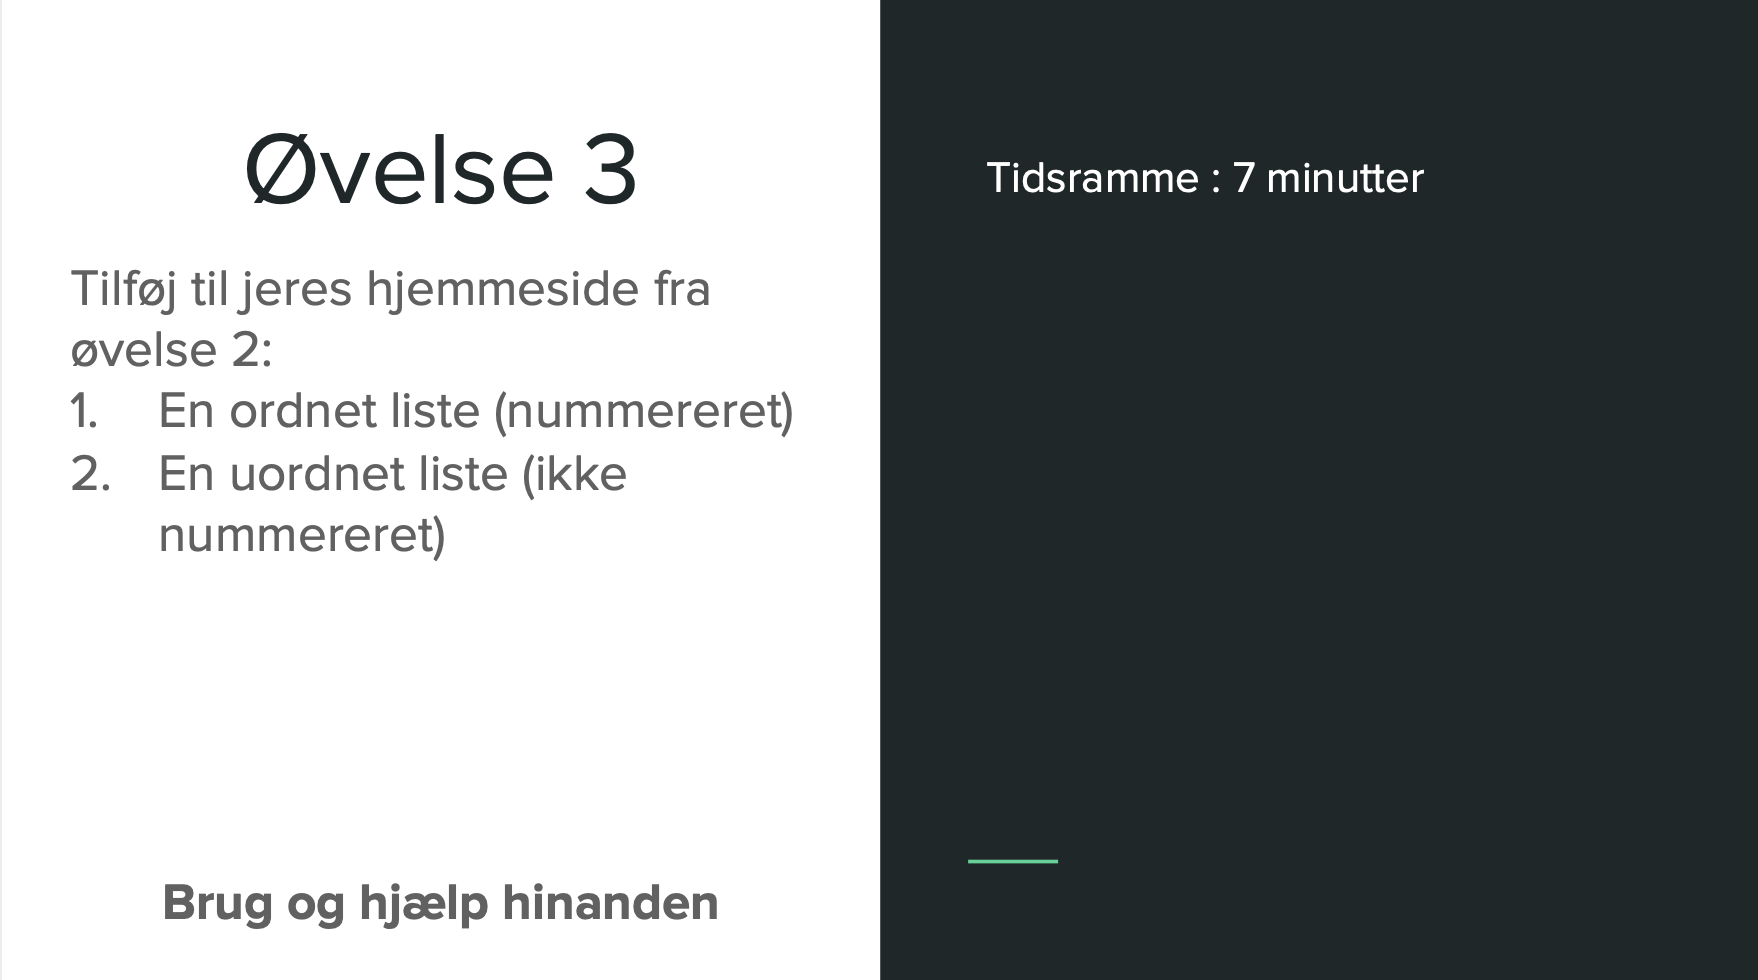 Øvelse 3
Tilføj til jeres hjemmeside fra
øvelse 2:
1. En ordnet liste (nummereret)
2. En uordnet liste (ikke
nummereret)
Brug og hjælp hinanden
Tidsramme : 7 minutter